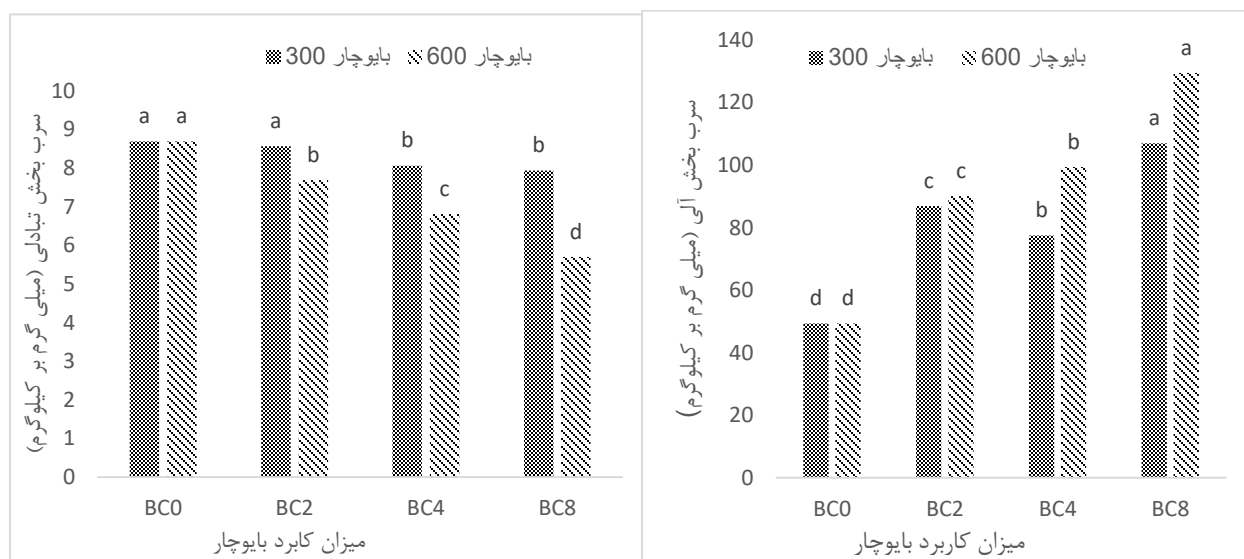 بایوچار 300 بایوچار 600
سرب بخش تبادلی (میلی گرم بر کیلوگرم)
10
9
8
7
6
5
4
3
2
1
0
a a a b b c b d
BC0 BC2 BC4 BC8
میزان کابرد بایوچار
بایوچار 300 بایوچار 600
سرب بخش آلی (میلی گرم بر کیلوگرم)
140
120
100
80
60
40
20
0
d d c c b b a a
BC0 BC2 BC4 BC8
میزان کاربرد بایوچار